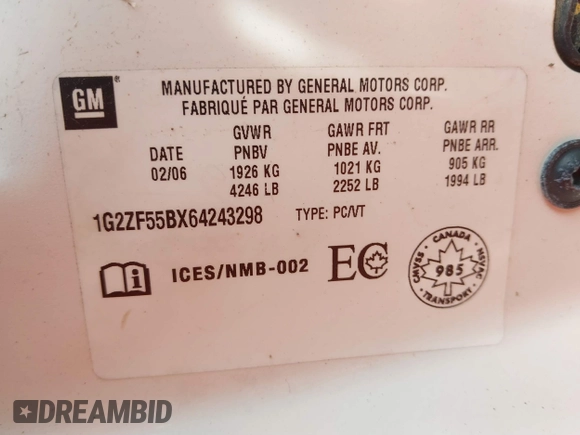 GM ®
MANUFACTURED BY GENERAL MOTORS CORP.
FABRIQUÉ PAR GENERAL MOTORS CORP.
GVWR GAWR FRT GAWR RR
DATE PNBV PNBE AV. PNBE ARR.
02/06 1926 KG 1021 KG 905 KG
4246 LB 2252 LB 1994 LB
1G2ZF55BX64243298 TYPE: PC/VT
i ICES/NMB-002 EC
CANADA
CMVSS NSVAC
985
TRANSPORT
DREAMBID